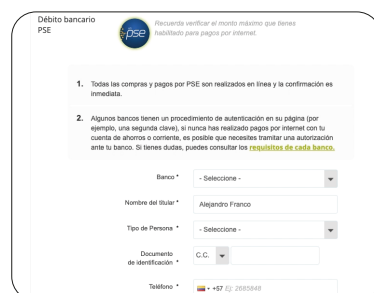 Débito bancario
PSE
pse
Recuerda verificar el monto máximo que tienes
habilitado para pagos por internet.
1. Todas las compras y pagos por PSE son realizados en línea y la confirmación es
inmediata.
2. Algunos bancos tienen un procedimiento de autenticación en su página (por
ejemplo, una segunda clave), si nunca has realizado pagos por internet con tu
cuenta de ahorros o corriente, es posible que necesites tramitar una autorización
ante tu banco. Si tienes dudas, puedes consultar los requisitos de cada banco.
Banco * - Seleccione -
Nombre del titular * Alejandro Franco
Tipo de Persona * - Seleccione -
Documento
de identificación * C.C.
Teléfono * +57 Ej: 2685848